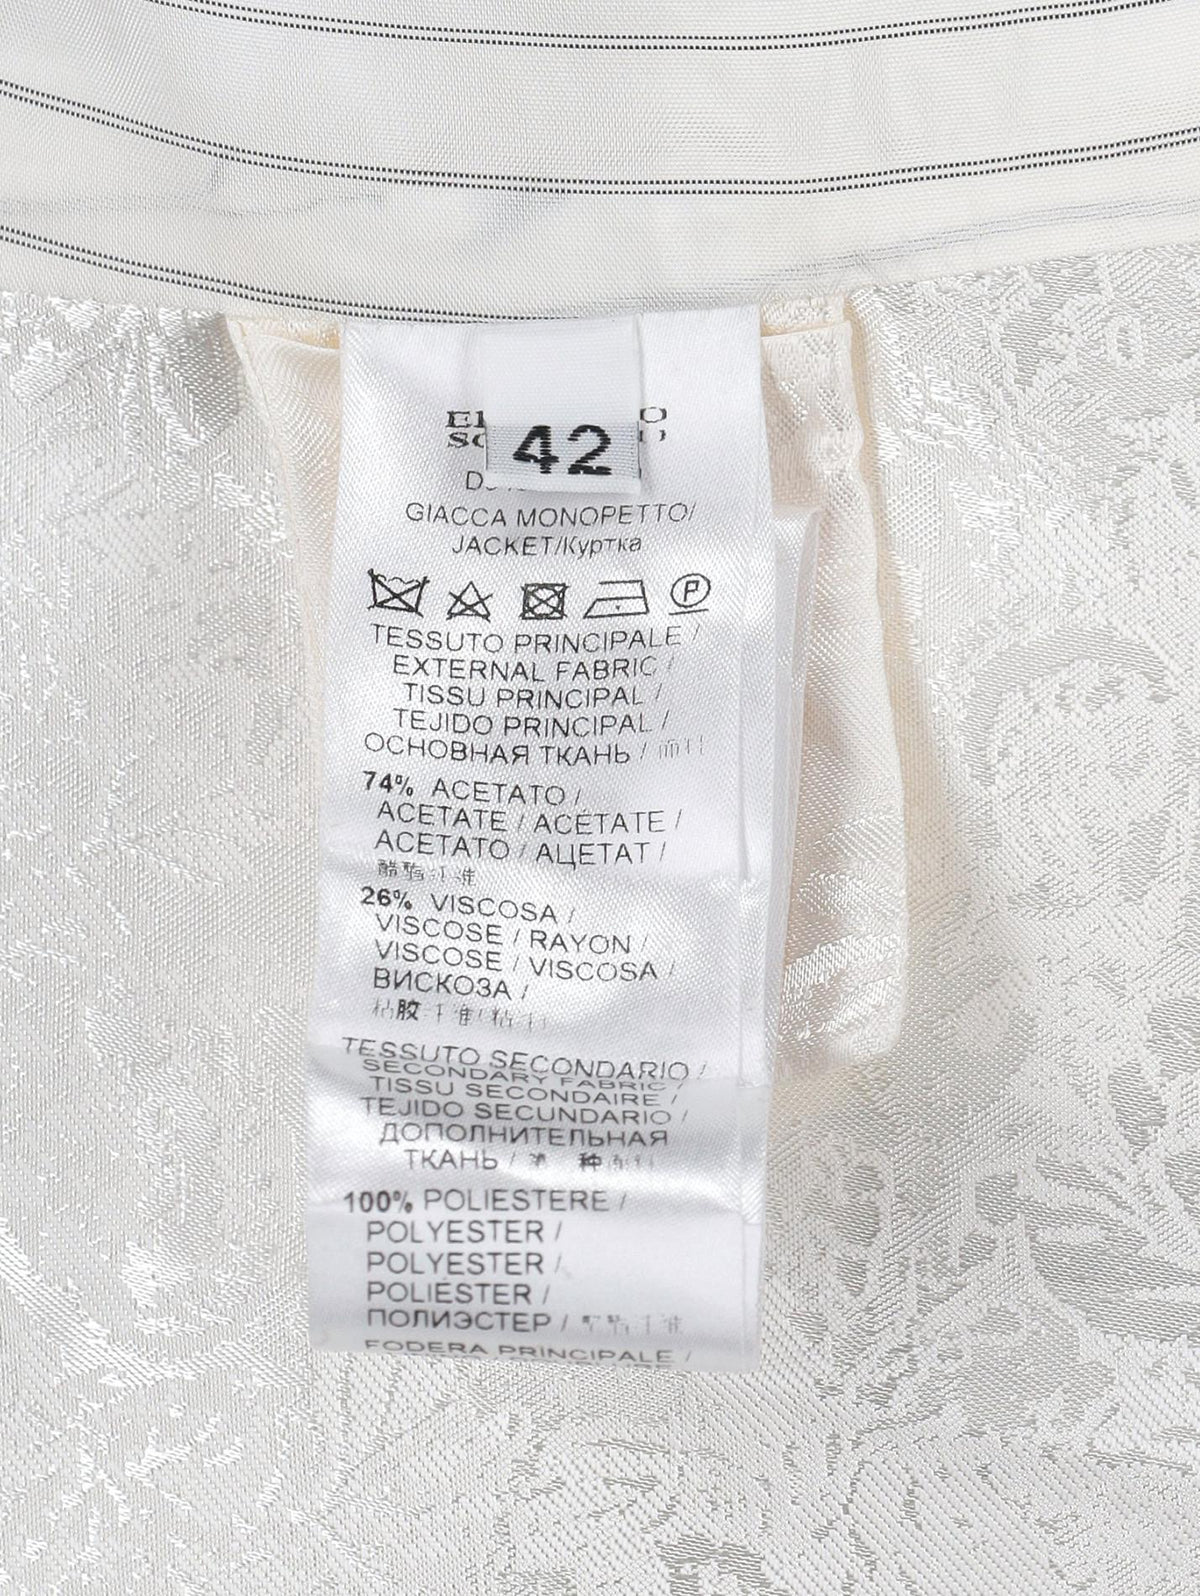 42
GIACCA MONOPETTO/
JACKET/Куртка
P
TESSUTO PRINCIPALE /
EXTERNAL FABRIC /
TISSU PRINCIPAL /
TEJIDO PRINCIPAL /
ОСНОВНАЯ ТКАНЬ /
74% ACETATO /
ACETATE / ACÉTATE /
ACETATO / АЦЕТАТ /
26% VISCOSA /
VISCOSE / RAYON /
VISCOSE / VISCOSA /
ВИСКОЗА /
TESSUTO SECONDARIO /
SECONDARY FABRIC /
TISSU SECONDAIRE /
TEJIDO SECUNDARIO /
ДОПОЛНИТЕЛЬНАЯ
ТКАНЬ /
100% POLIESTERE /
POLYESTER /
POLYESTER /
POLIÉSTER /
ПОЛИЭСТЕР /
FODERA PRINCIPALE /